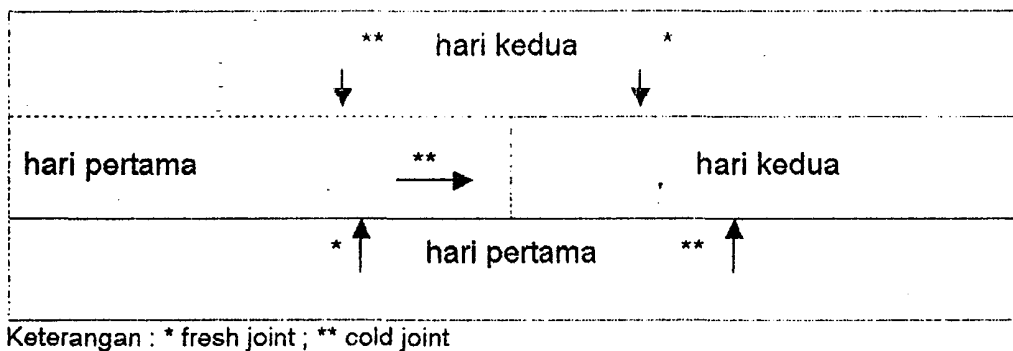 ** hari kedua *
hari pertama ** hari kedua
* hari pertama **
Keterangan : * fresh joint ; ** cold joint